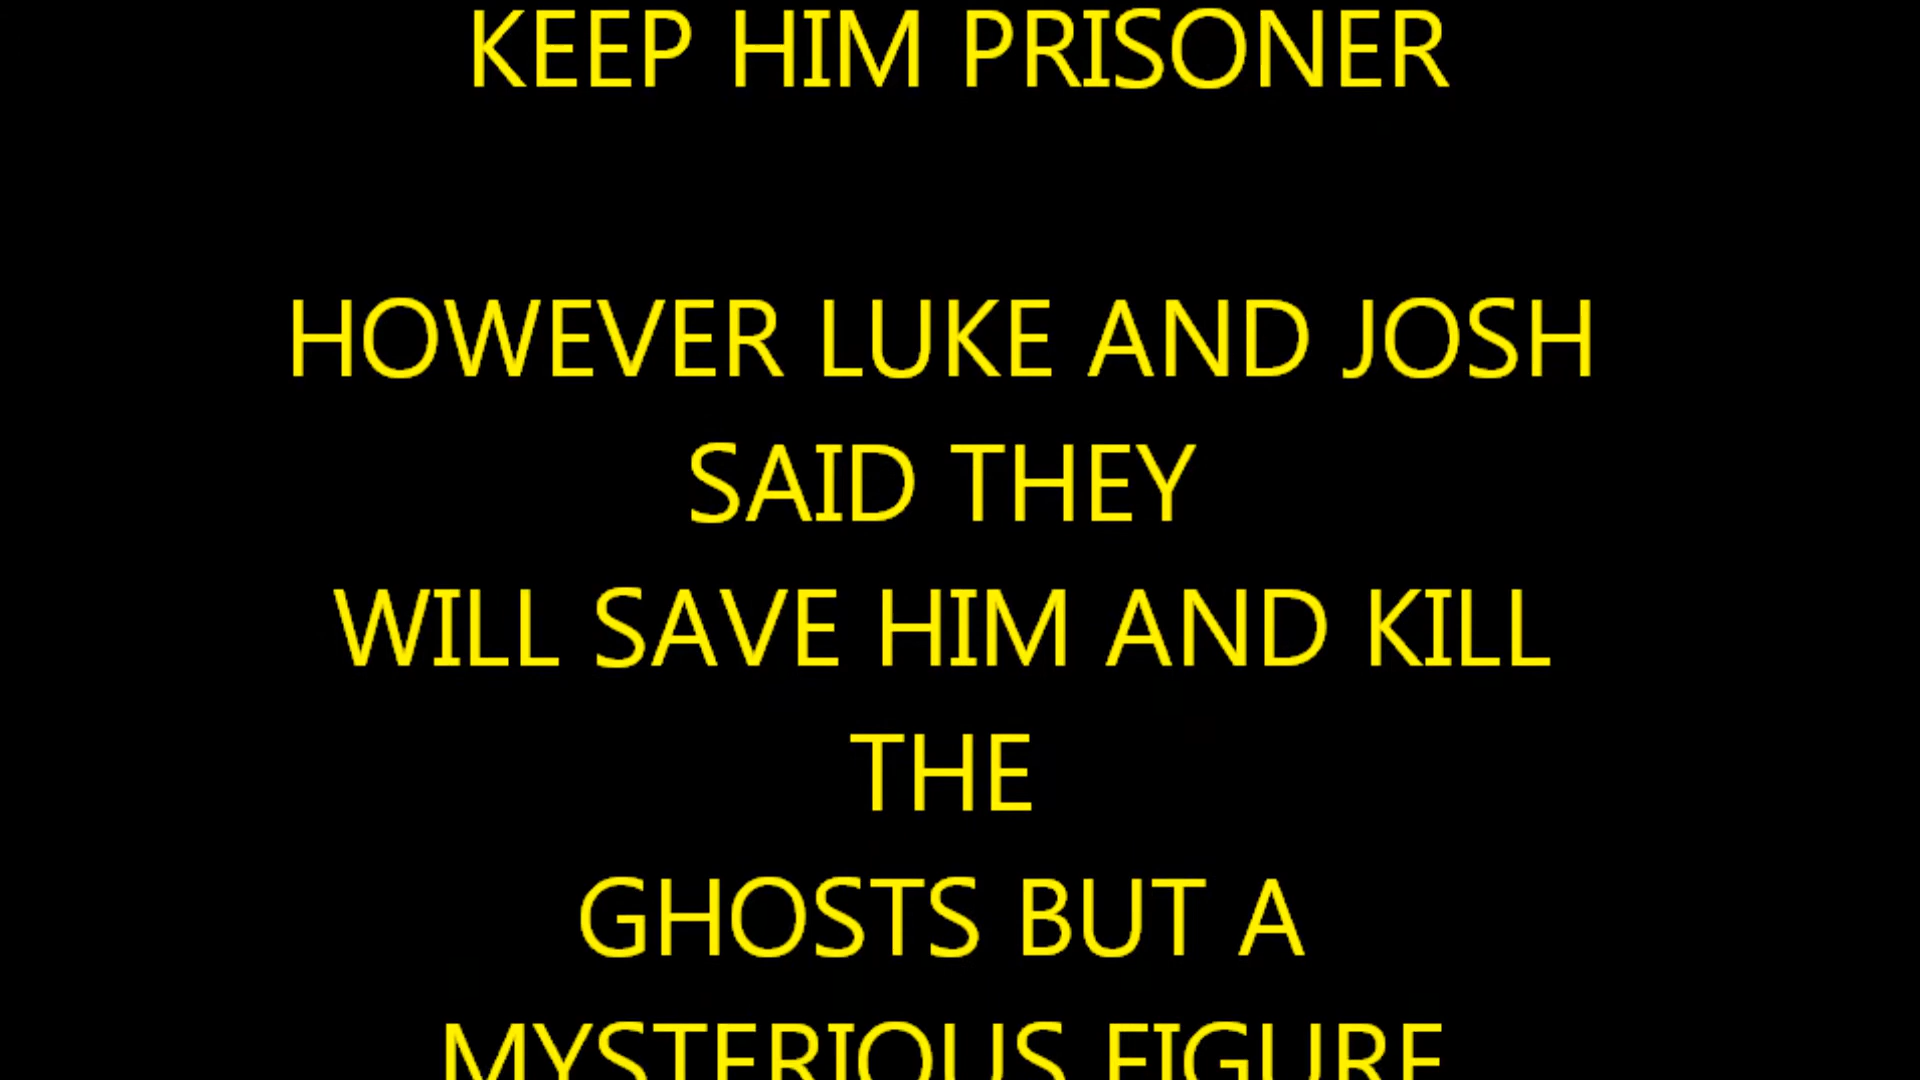 KEEP HIM PRISONER
HOWEVER LUKE AND JOSH
SAID THEY
WILL SAVE HIM AND KILL
THE
GHOSTS BUT A
MYSTERIOUS FIGURE